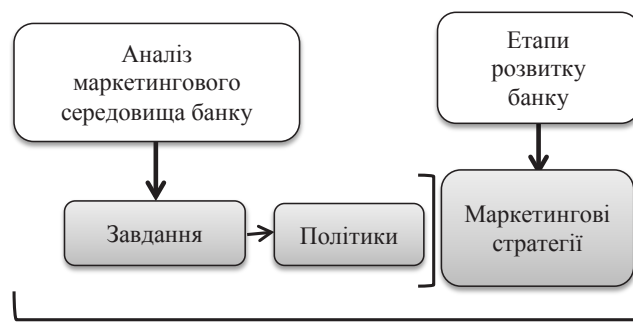 Аналіз
маркетингового
середовища банку
Етапи
розвитку
банку
Завдання
Політики
Маркетингові
стратегії